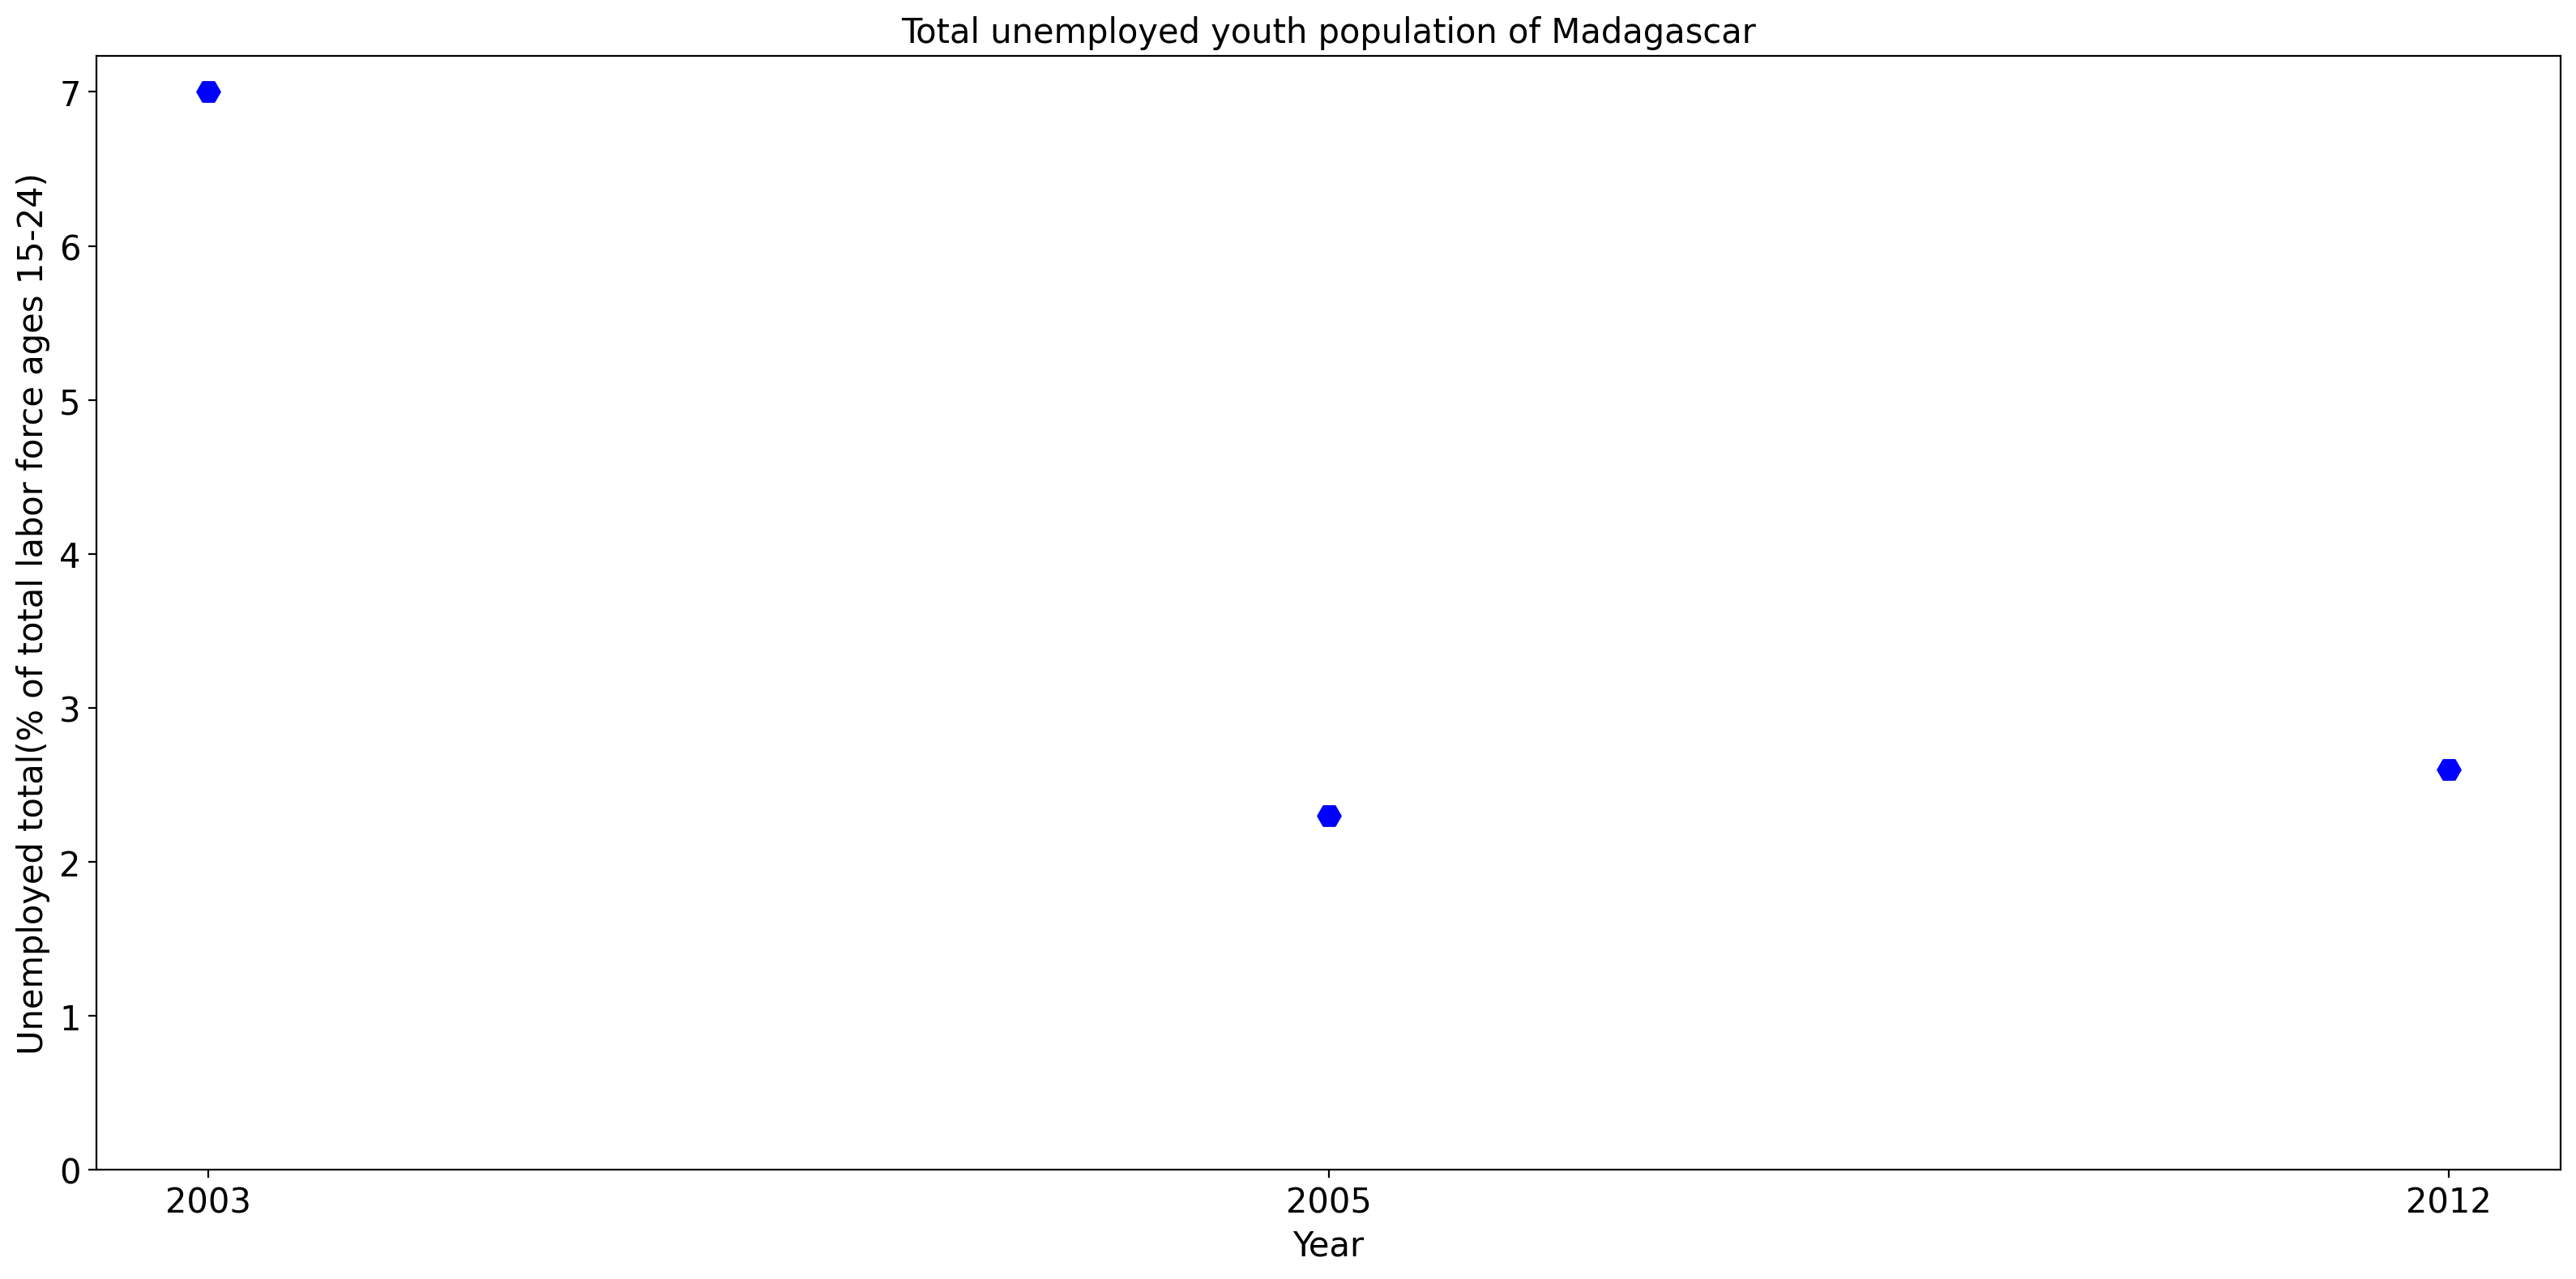 Total unemployed youth population of Madagascar
Unemployed total(% of total labor force ages 15-24)
7
6
5
4
3
2
1
0
2003 2005 2012
Year